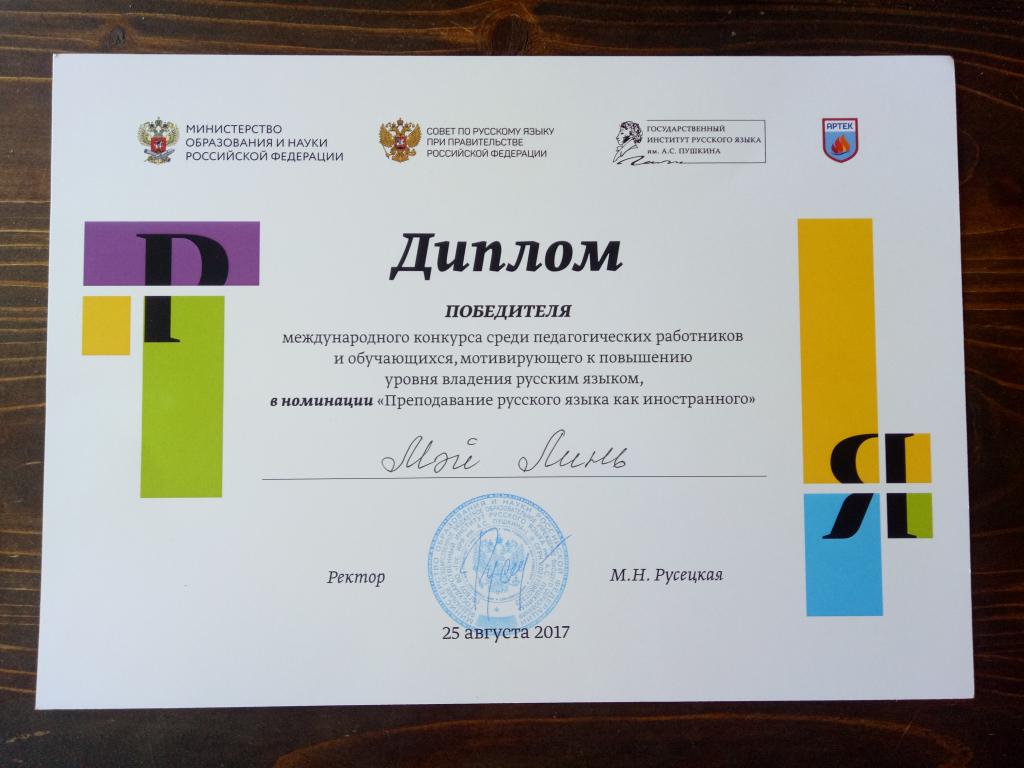 МИНИСТЕРСТВО
ОБРАЗОВАНИЯ И НАУКИ
РОССИЙСКОЙ ФЕДЕРАЦИИ
СОВЕТ ПО РУССКОМУ ЯЗЫКУ
ПРИ ПРАВИТЕЛЬСТВЕ
РОССИЙСКОЙ ФЕДЕРАЦИИ
ГОСУДАРСТВЕННЫЙ
ИНСТИТУТ РУССКОГО ЯЗЫКА
им. А.С. ПУШКИНА
АРТЕК
Р
Диплом
ПОБЕДИТЕЛЯ
международного конкурса среди педагогических работников
и обучающихся, мотивирующего к повышению
уровня владения русским языком,
в номинации «Преподавание русского языка как иностранного»
Мэй Линь
Я
Ректор
М.Н. Русецкая
25 августа 2017